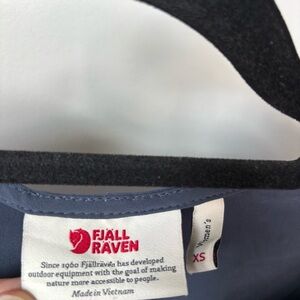 FJÄLL
RÄVEN
Since 1960 Fjällräven has developed
outdoor equipment with the goal of making
nature more accessible to people.
Made in Vietnam
Women's
XS